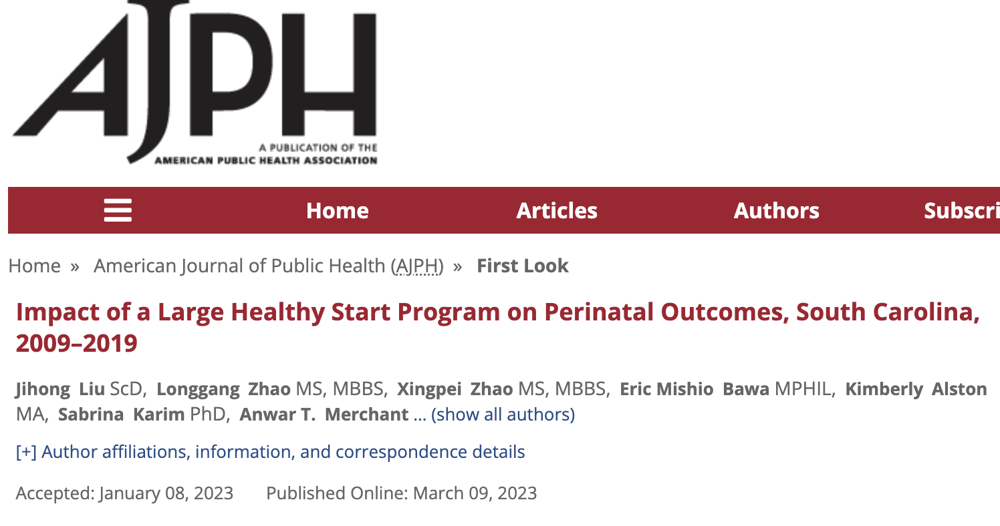 AJPH
A PUBLICATION OF THE
AMERICAN PUBLIC HEALTH ASSOCIATION
Home Articles Authors Subscri
Home » American Journal of Public Health (AJPH) » First Look
Impact of a Large Healthy Start Program on Perinatal Outcomes, South Carolina,
2009–2019
Jihong Liu ScD, Longgang Zhao MS, MBBS, Xingpei Zhao MS, MBBS, Eric Mishio Bawa MPHIL, Kimberly Alston
MA, Sabrina Karim PhD, Anwar T. Merchant ... (show all authors)
[+] Author affiliations, information, and correspondence details
Accepted: January 08, 2023 Published Online: March 09, 2023